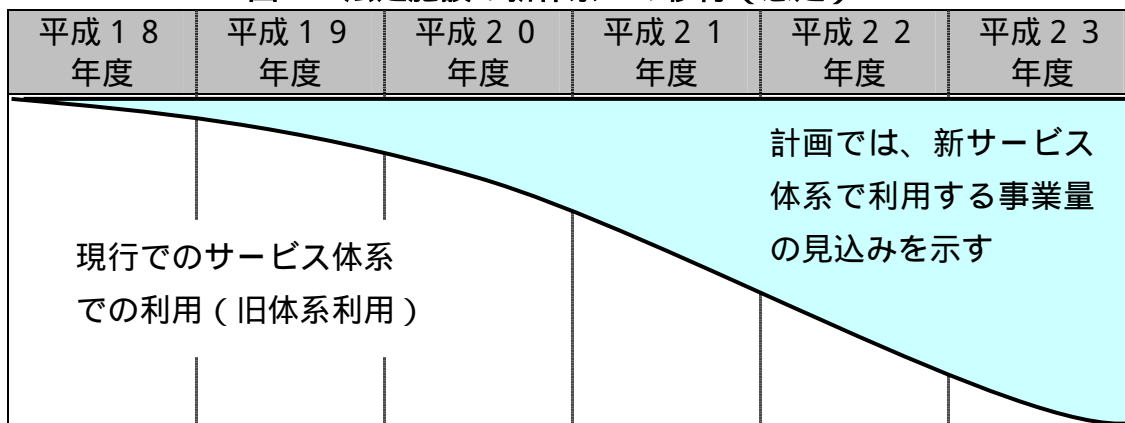 平成１８ 平成１９ 平成２０ 平成２１ 平成２２ 平成２３
年度 年度 年度 年度 年度 年度
計画では、新サービス
体系で利用する事業量
の見込みを示す
現行でのサービス体系
での利用（旧体系利用）